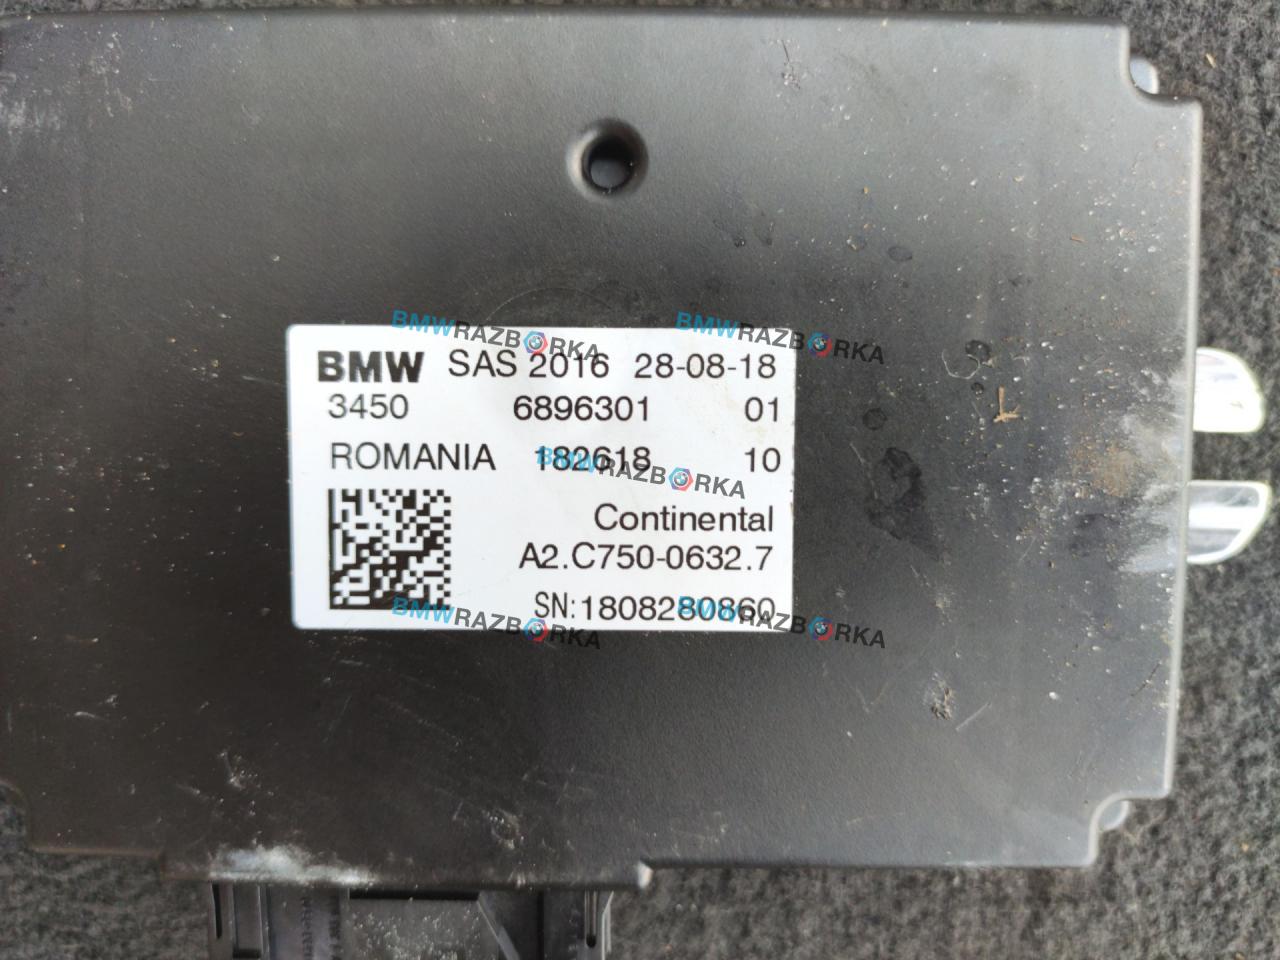 BMW SAS 2016 28-08-18
3450 6896301 01
ROMANIA 182618 10
Continental
A2.C750-0632.7
SN:1808280860
BMWRAZBORKA
BMWRAZBORKA
BMWRAZBORKA
BMWRAZBORKA
BMWRAZBORKA